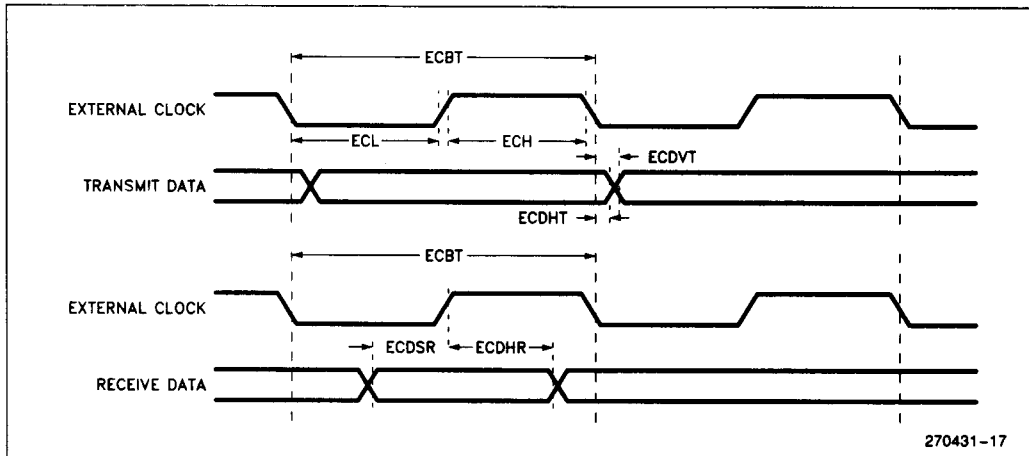 ECBT
EXTERNAL CLOCK
ECL
ECH
ECDVT
TRANSMIT DATA
ECDHT
ECBT
EXTERNAL CLOCK
ECDSR
ECDHR
RECEIVE DATA
270431-17